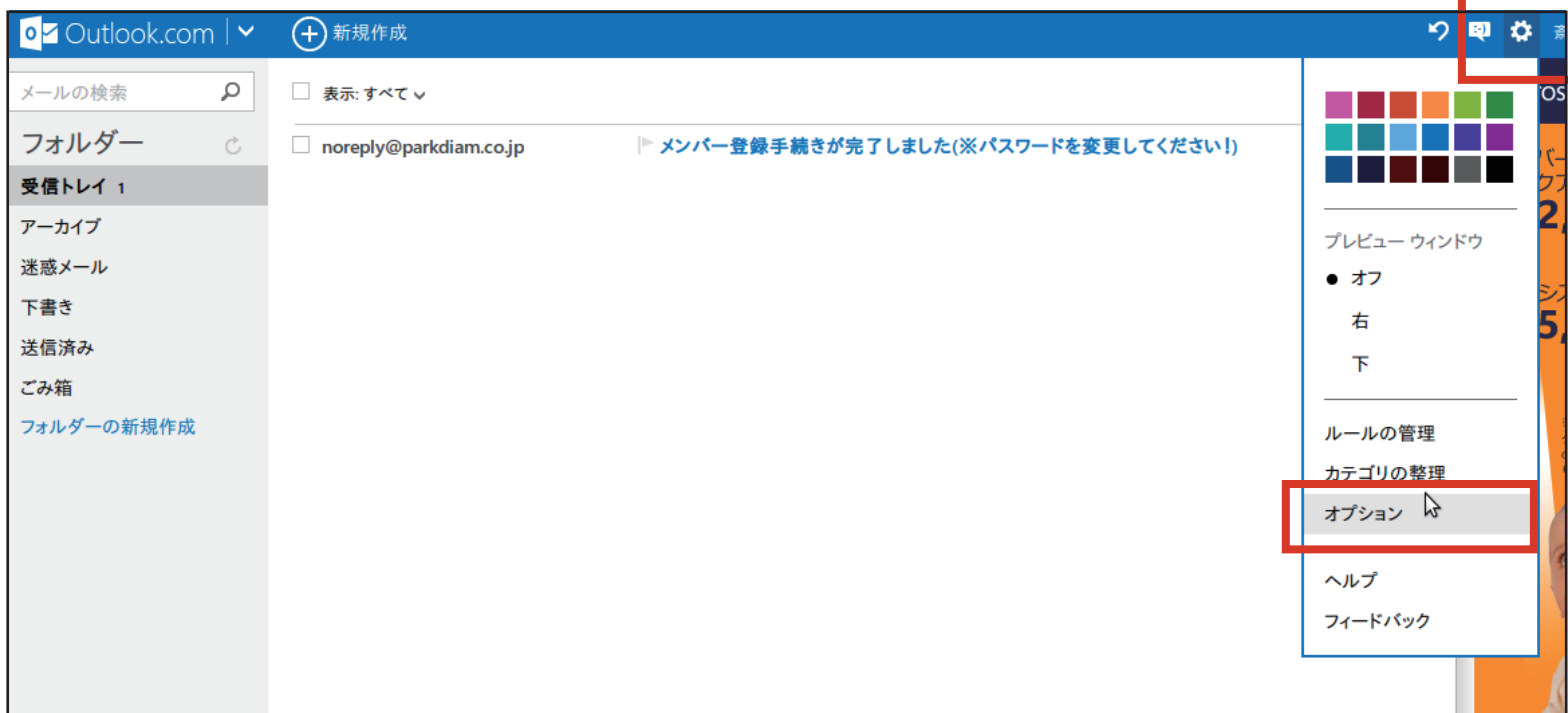 Outlook.com
新規作成
メールの検索
フォルダー
受信トレイ 1
アーカイブ
迷惑メール
下書き
送信済み
ごみ箱
フォルダーの新規作成
表示: すべて
noreply@parkdiam.co.jp メンバー登録手続きが完了しました(※パスワードを変更してください!)
プレビュー ウィンドウ
オフ
右
下
ルールの管理
カテゴリの整理
オプション
ヘルプ
フィードバック
OS
2,
5,